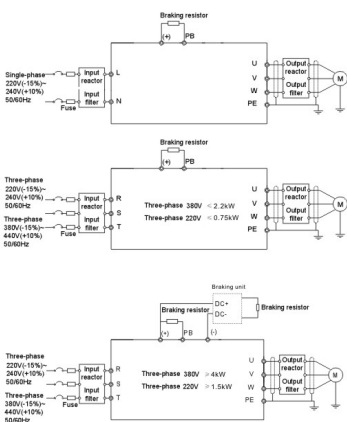 Braking resistor
(+) PB
Single-phase
220V(-15%)~
240V(+10%)
50/60Hz
Fuse
Input
reactor
Input
filter
L
N
U
V
W
PE
Output
reactor
Output
filter
M
Braking resistor
(+) PB
Three-phase
220V(-15%)~
240V(+10%)
50/60Hz
Three-phase
380V(-15%)~
440V(+10%)
50/60Hz
Fuse
Input
reactor
Input
filter
R
S
T
Three-phase 380V ≤ 2.2kW
Three-phase 220V ≤ 0.75kW
U
V
W
PE
Output
reactor
Output
filter
M
Braking unit
DC+
DC-
Braking resistor
Braking resistor
(+) PB (-)
Three-phase
220V(-15%)~
240V(+10%)
50/60Hz
Three-phase
380V(-15%)~
440V(+10%)
50/60Hz
Fuse
Input
reactor
Input
filter
R
S
T
Three-phase 380V ≥ 4kW
Three-phase 220V ≥ 1.5kW
U
V
W
PE
Output
reactor
Output
filter
M